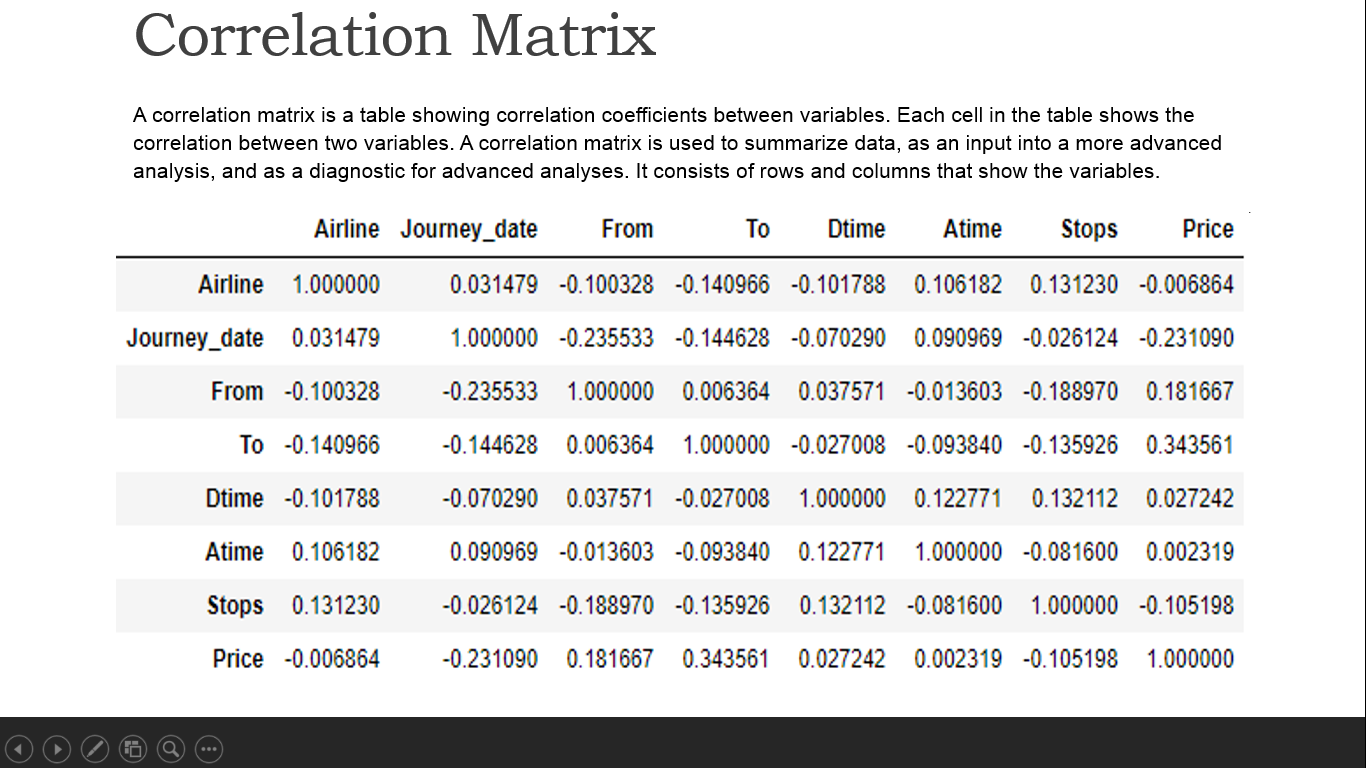 Correlation Matrix
A correlation matrix is a table showing correlation coefficients between variables. Each cell in the table shows the
correlation between two variables. A correlation matrix is used to summarize data, as an input into a more advanced
analysis, and as a diagnostic for advanced analyses. It consists of rows and columns that show the variables.
Airline Journey_date From To Dtime Atime Stops Price
Airline 1.000000 0.031479 -0.100328 -0.140966 -0.101788 0.106182 0.131230 -0.006864
Journey_date 0.031479 1.000000 -0.235533 -0.144628 -0.070290 0.090969 -0.026124 -0.231090
From -0.100328 -0.235533 1.000000 0.006364 0.037571 -0.013603 -0.188970 0.181667
To -0.140966 -0.144628 0.006364 1.000000 -0.027008 -0.093840 -0.135926 0.343561
Dtime -0.101788 -0.070290 0.037571 -0.027008 1.000000 0.122771 0.132112 0.027242
Atime 0.106182 0.090969 -0.013603 -0.093840 0.122771 1.000000 -0.081600 0.002319
Stops 0.131230 -0.026124 -0.188970 -0.135926 0.132112 -0.081600 1.000000 -0.105198
Price -0.006864 -0.231090 0.181667 0.343561 0.027242 0.002319 -0.105198 1.000000